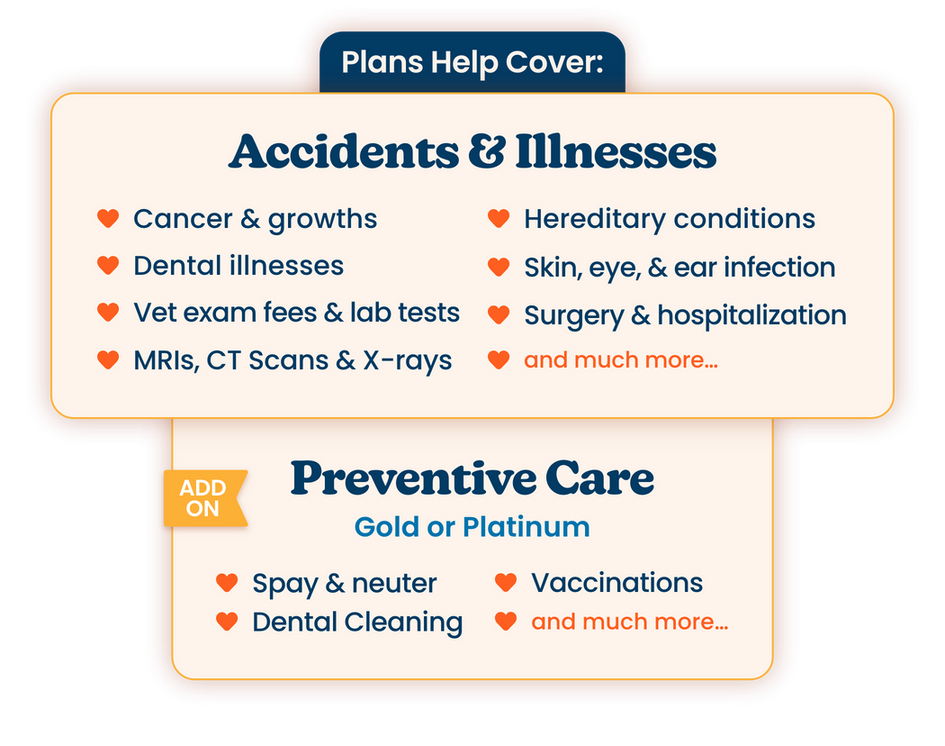 Plans Help Cover:
Accidents & Illnesses
Cancer & growths
Dental illnesses
Vet exam fees & lab tests
MRIs, CT Scans & X-rays
Hereditary conditions
Skin, eye, & ear infection
Surgery & hospitalization
and much more...
ADD
ON
Preventive Care
Gold or Platinum
Spay & neuter
Dental Cleaning
Vaccinations
and much more...